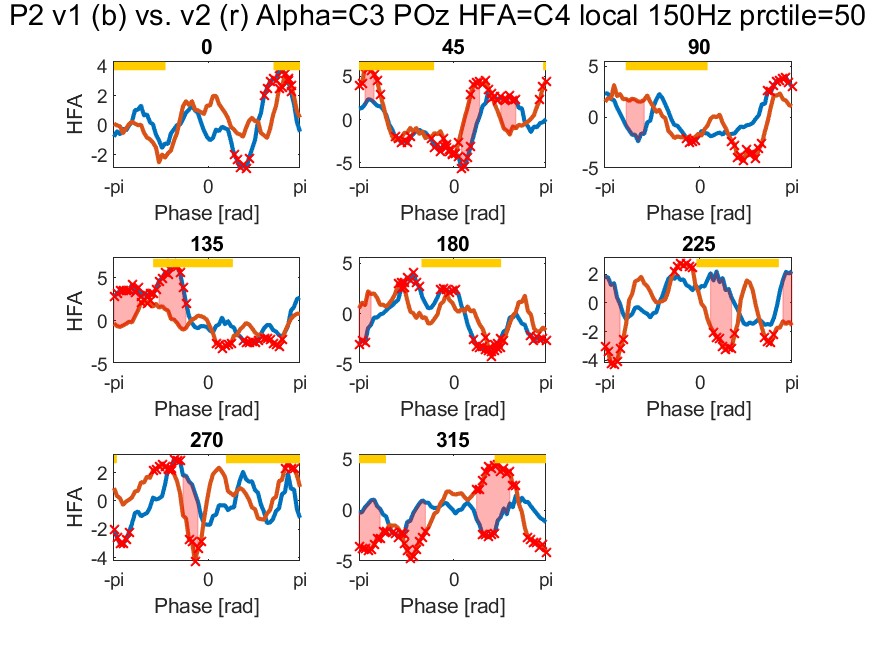 P2 v1 (b) vs. v2 (r) Alpha=C3 POz HFA=C4 local 150Hz prctile=50
0
45
90
HFA
4
2
0
-2
5
0
-5
5
0
-5
-pi 0 pi
-pi 0 pi
-pi 0 pi
Phase [rad]
Phase [rad]
Phase [rad]
135
180
225
HFA
5
0
-5
5
0
-5
2
0
-2
-4
-pi 0 pi
-pi 0 pi
-pi 0 pi
Phase [rad]
Phase [rad]
Phase [rad]
270
315
HFA
2
0
-2
-4
5
0
-5
-pi 0 pi
-pi 0 pi
Phase [rad]
Phase [rad]